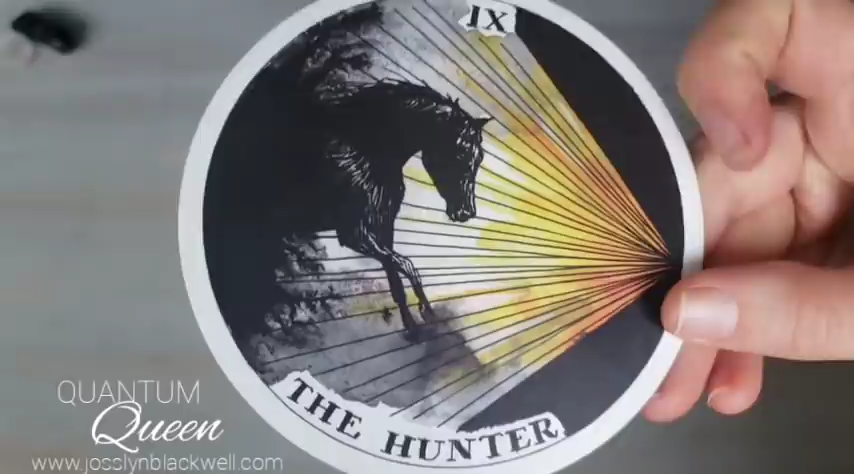 IX
THE HUNTER
QUANTUM
Queen
www.josslynblackwell.com